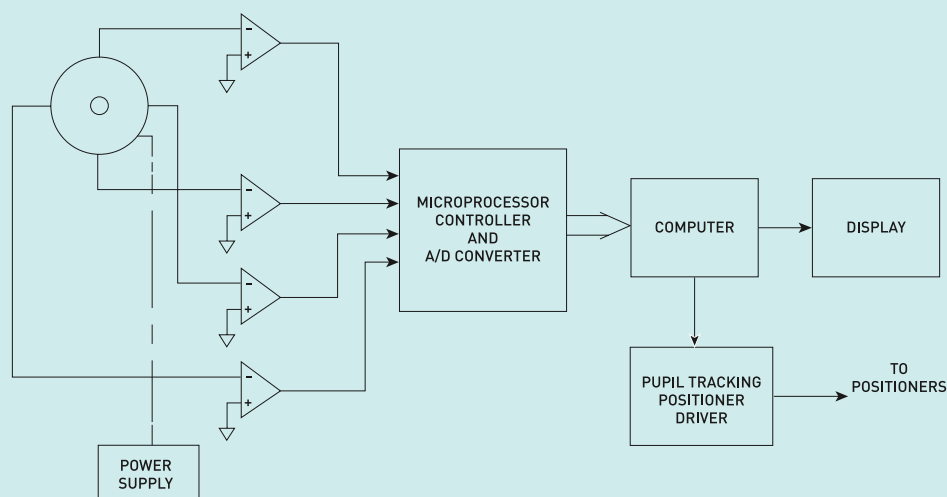 MICROPROCESSOR
CONTROLLER
AND
A/D CONVERTER
COMPUTER
DISPLAY
PUPIL TRACKING
POSITIONER
DRIVER
TO
POSITIONERS
POWER
SUPPLY